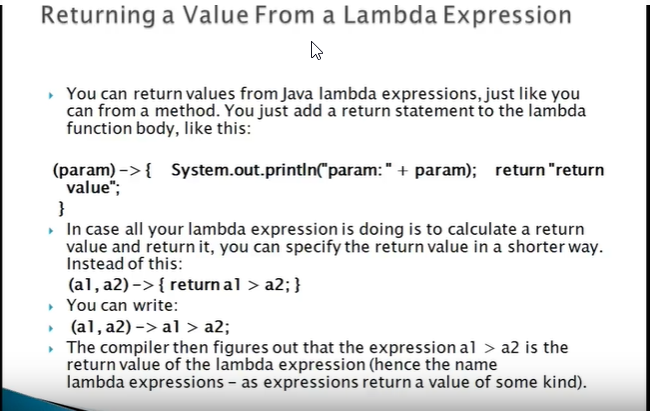 Returning a Value From a Lambda Expression
You can return values from Java lambda expressions, just like you
can from a method. You just add a return statement to the lambda
function body, like this:
(param) -> { System.out.println("param: " + param); return "return
value";
}
In case all your lambda expression is doing is to calculate a return
value and return it, you can specify the return value in a shorter way.
Instead of this:
(a1, a2) -> { return a1 > a2; }
You can write:
(a1, a2) -> a1 > a2;
The compiler then figures out that the expression a1 > a2 is the
return value of the lambda expression (hence the name
lambda expressions – as expressions return a value of some kind).